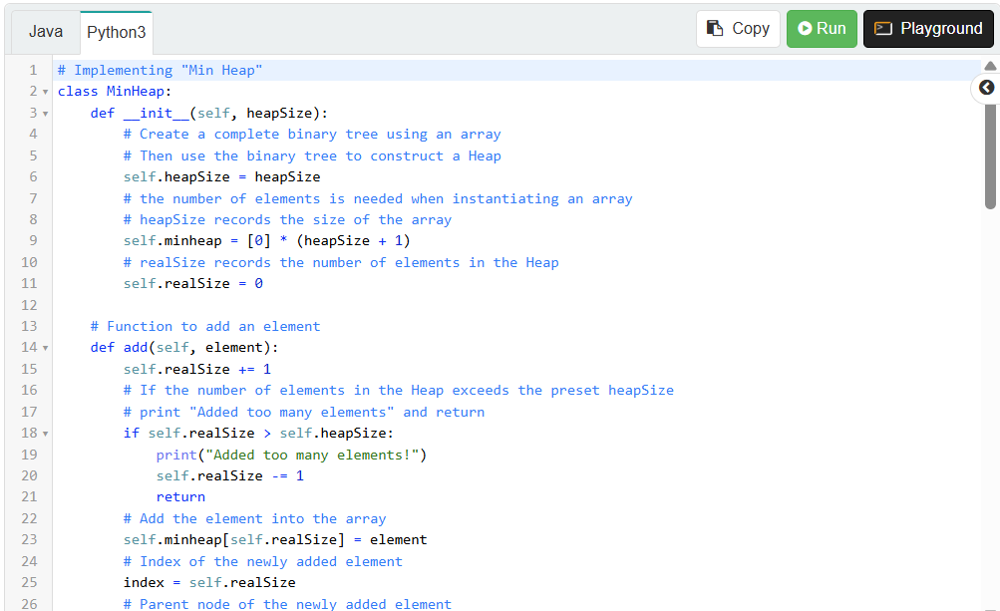 Java Python3 Copy Run Playground
1 # Implementing "Min Heap"
2 class MinHeap:
3     def __init__(self, heapSize):
4         # Create a complete binary tree using an array
5         # Then use the binary tree to construct a Heap
6         self.heapSize = heapSize
7         # the number of elements is needed when instantiating an array
8         # heapSize records the size of the array
9         self.minheap = [0] * (heapSize + 1)
10         # realSize records the number of elements in the Heap
11         self.realSize = 0
12
13     # Function to add an element
14     def add(self, element):
15         self.realSize += 1
16         # If the number of elements in the Heap exceeds the preset heapSize
17         # print "Added too many elements" and return
18         if self.realSize > self.heapSize:
19             print("Added too many elements!")
20             self.realSize -= 1
21             return
22         # Add the element into the array
23         self.minheap[self.realSize] = element
24         # Index of the newly added element
25         index = self.realSize
26         # Parent node of the newly added element